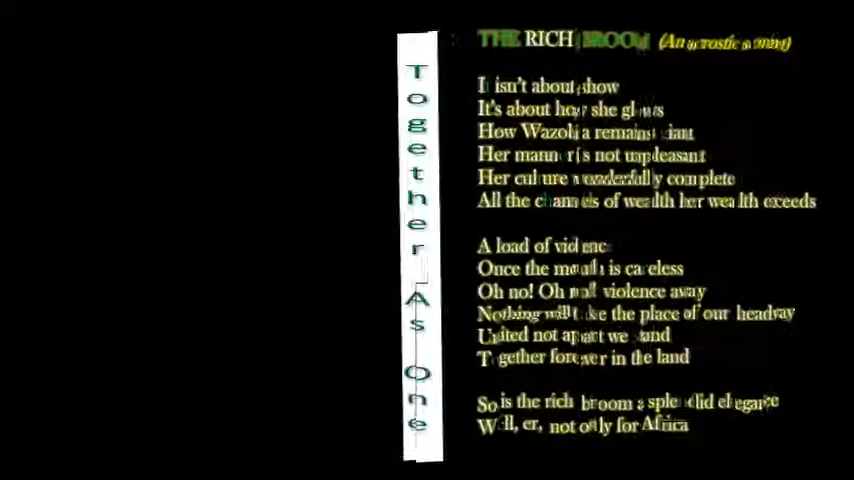 Together As One
THE RICH BROOM (An acrostic sonnet)
It isn't about show
It's about how she glows
How Wazobia remains giant
Her manner is not unpleasant
Her culture wonderfully complete
All the channels of wealth her wealth exceeds
A load of violence
Once the mouth is careless
Oh no! Oh no! violence away
Nothing will take the place of our headway
United not apart we stand
Together forever in the land
So is the rich broom a splendid elegance
Well, er, not only for Africa